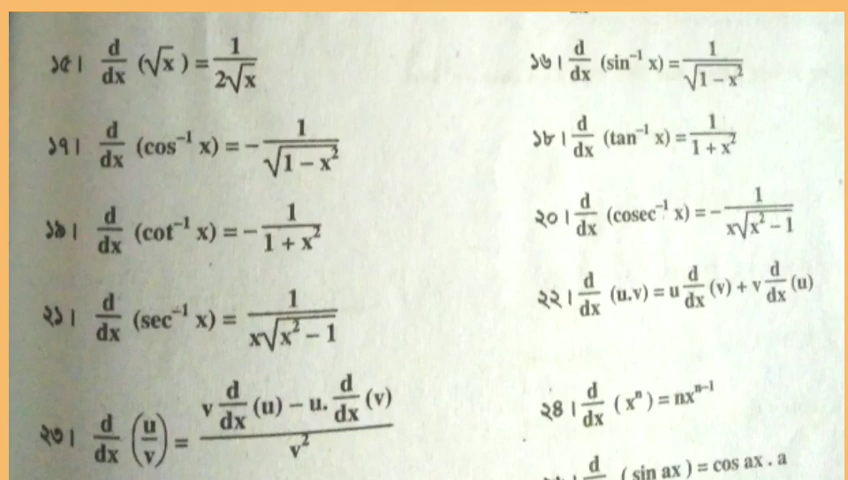 ১৫। d/dx (√x) = 1/(2√x)
১৬। d/dx (sin⁻¹ x) = 1/√(1 − x²)
১৭। d/dx (cos⁻¹ x) = − 1/√(1 − x²)
১৮। d/dx (tan⁻¹ x) = 1/(1 + x²)
১৯। d/dx (cot⁻¹ x) = − 1/(1 + x²)
২০। d/dx (cosec⁻¹ x) = − 1/(x√(x² − 1))
২১। d/dx (sec⁻¹ x) = 1/(x√(x² − 1))
২২। d/dx (u.v) = u d/dx (v) + v d/dx (u)
২৩। d/dx (u/v) = (v d/dx (u) − u. d/dx (v))/v²
২৪। d/dx (xⁿ) = nxⁿ⁻¹
d ( sin ax ) = cos ax . a